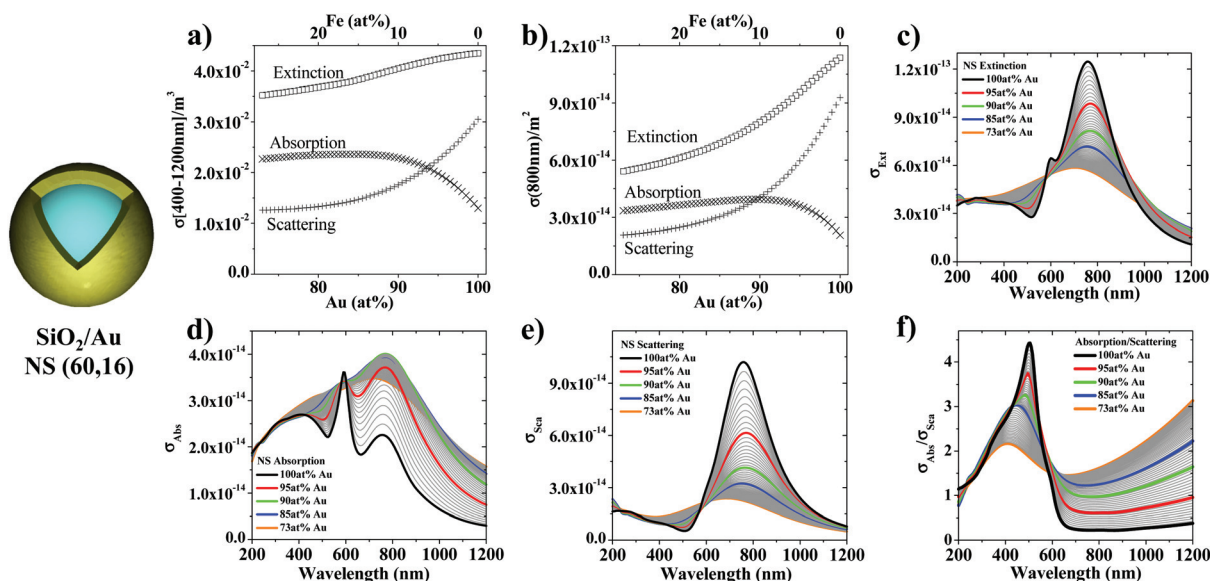 SiO₂/Au
NS (60,16)
a)
Fe (at%)
20 10 0
σ[400-1200nm]/m³
4.0x10⁻²
3.0x10⁻²
2.0x10⁻²
1.0x10⁻²
0.0
Extinction
Absorption
Scattering
80 90 100
Au (at%)
b)
Fe (at%)
20 10 0
σ(800nm)/m²
1.2x10⁻¹³
9.0x10⁻¹⁴
6.0x10⁻¹⁴
3.0x10⁻¹⁴
0.0
Extinction
Absorption
Scattering
80 90 100
Au (at%)
c)
σExt
1.2x10⁻¹³
9.0x10⁻¹⁴
6.0x10⁻¹⁴
3.0x10⁻¹⁴
0.0
NS Extinction
100at% Au
95at% Au
90at% Au
85at% Au
73at% Au
200 400 600 800 1000 1200
Wavelength (nm)
d)
σAbs
4.0x10⁻¹⁴
3.0x10⁻¹⁴
2.0x10⁻¹⁴
1.0x10⁻¹⁴
0.0
NS Absorption
100at% Au
95at% Au
90at% Au
85at% Au
73at% Au
200 400 600 800 1000 1200
Wavelength (nm)
e)
σSca
9.0x10⁻¹⁴
6.0x10⁻¹⁴
3.0x10⁻¹⁴
0.0
NS Scattering
100at% Au
95at% Au
90at% Au
85at% Au
73at% Au
200 400 600 800 1000 1200
Wavelength (nm)
f)
σAbs/σSca
5
4
3
2
1
0
Absorption/Scattering
100at% Au
95at% Au
90at% Au
85at% Au
73at% Au
200 400 600 800 1000 1200
Wavelength (nm)